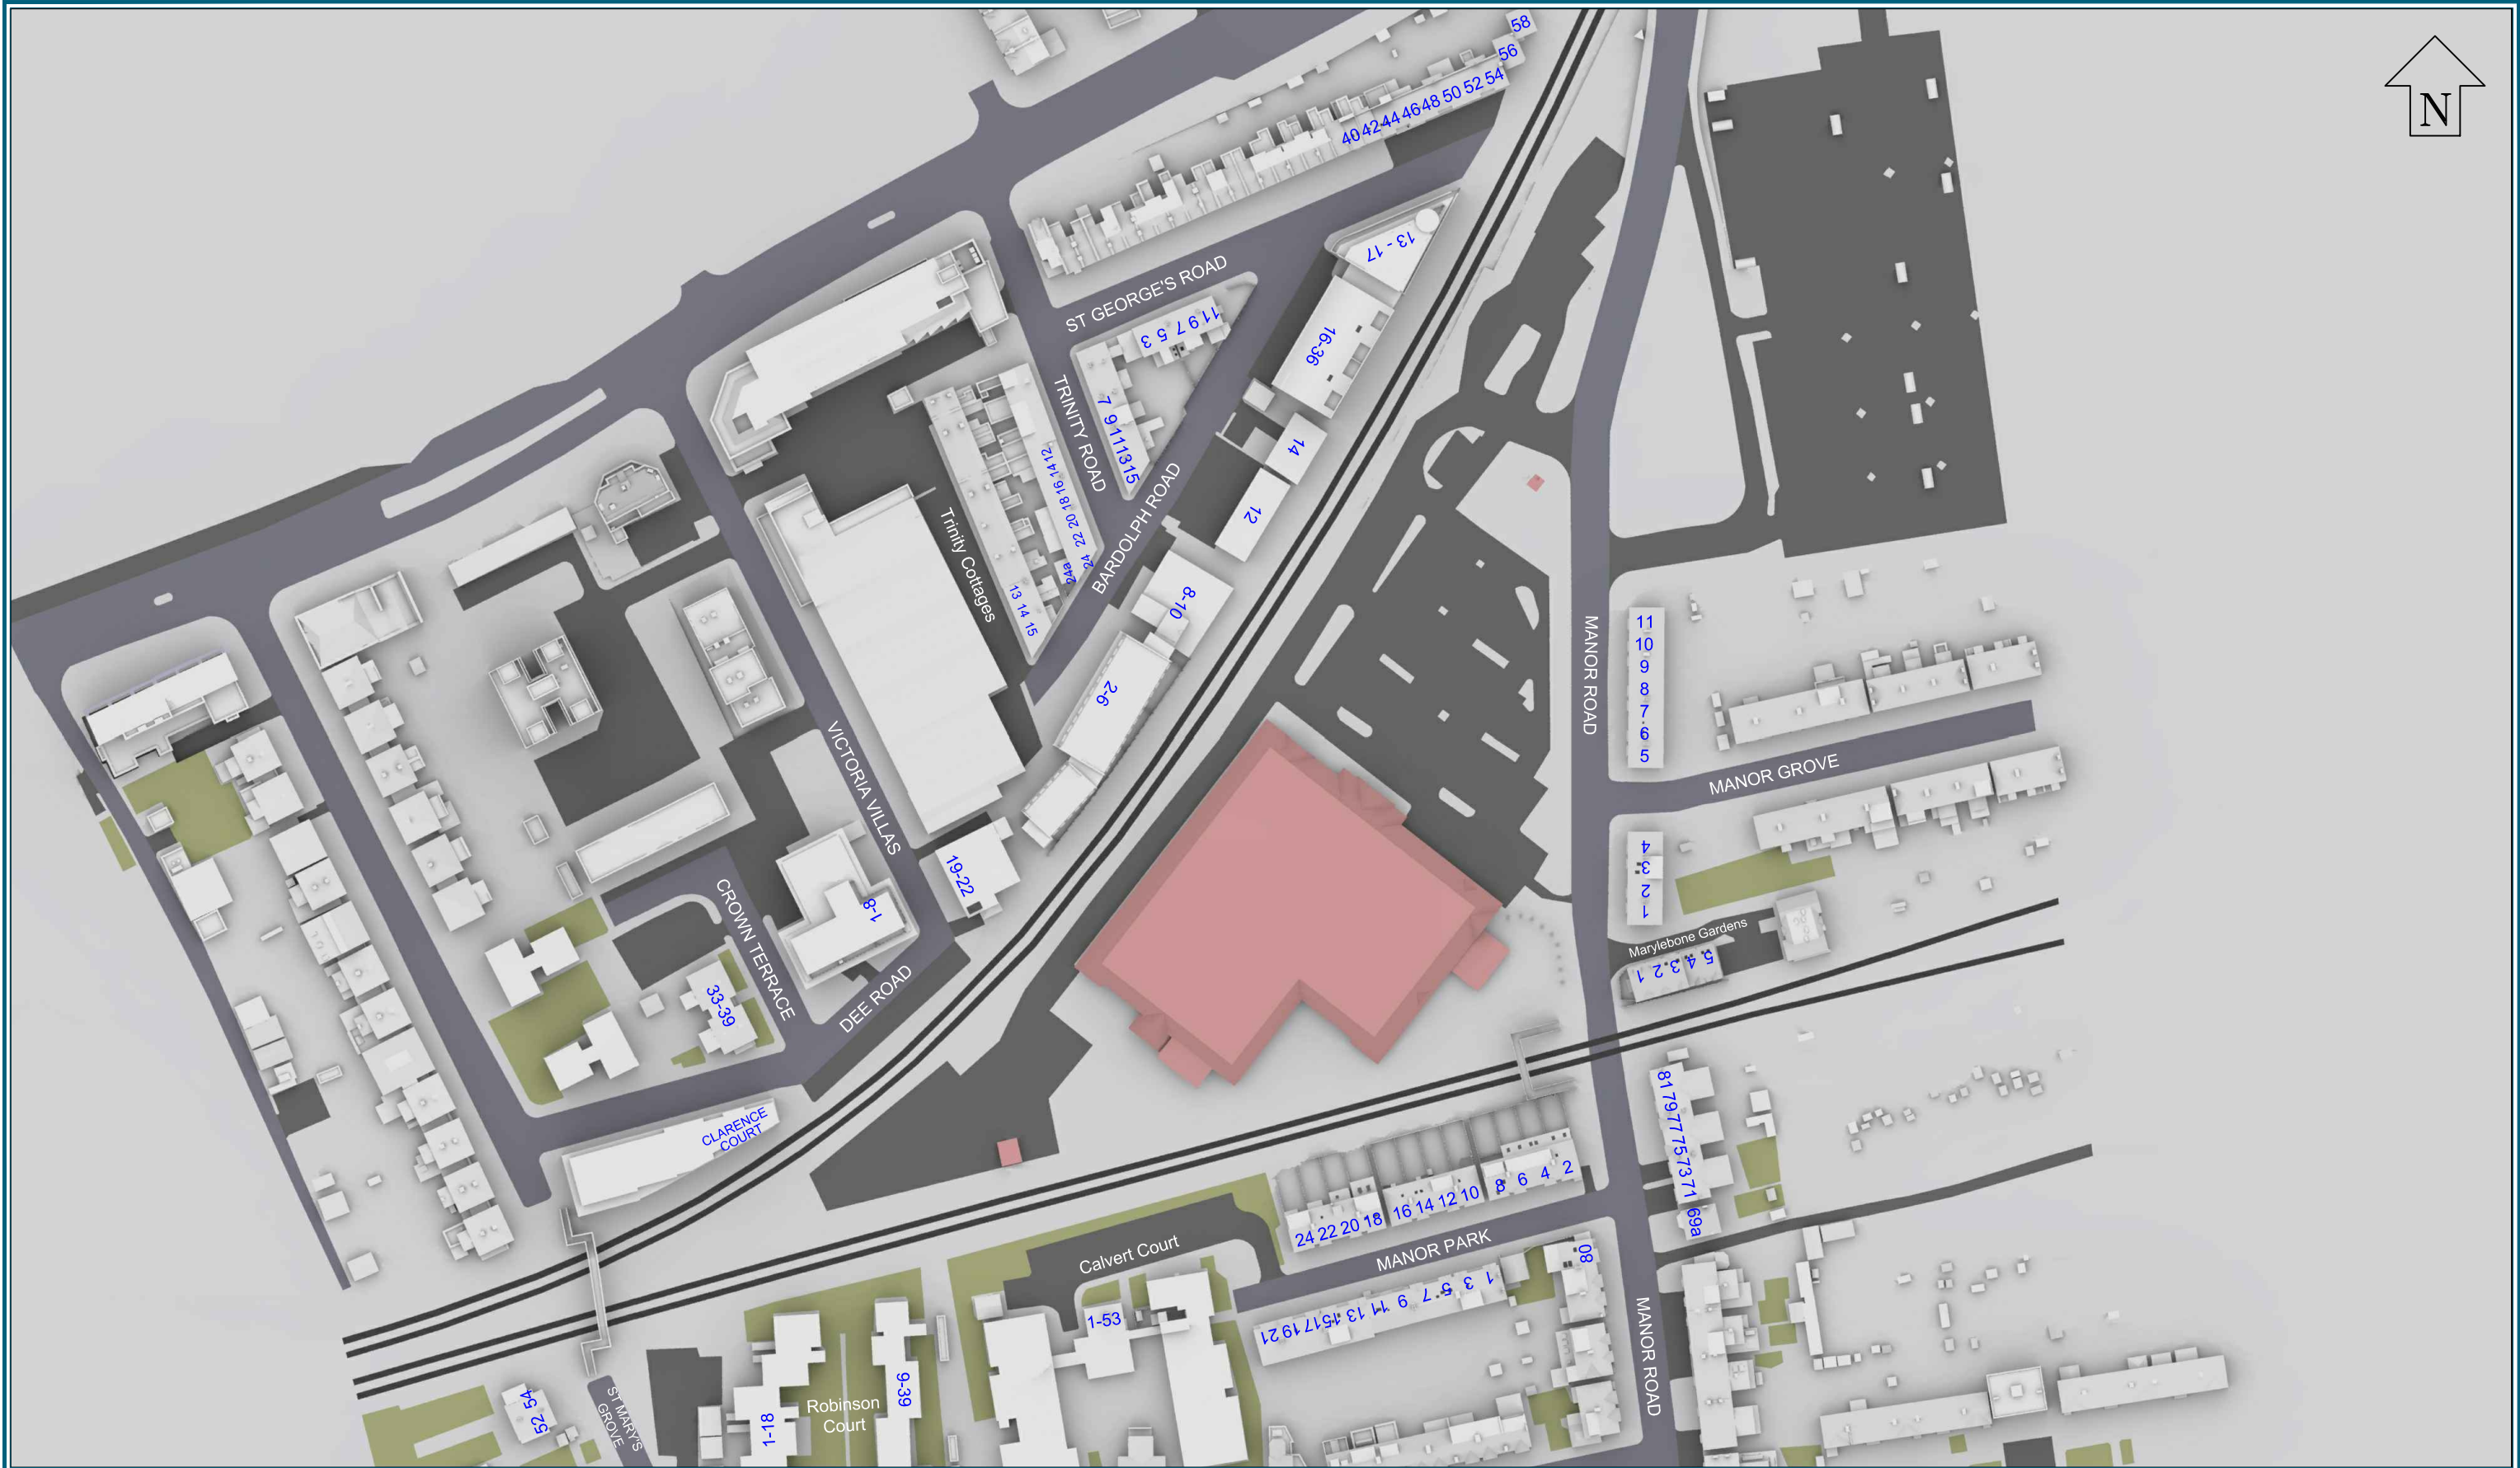 58
56
40 42 44 46 48 50 52 54
N
13 - 17
ST GEORGE'S ROAD
3 5 7 9 11
16-36
TRINITY ROAD
7 9 11 13 15
14
12 14 16 18 20 22 24
24a
BARDOLPH ROAD
12
Trinity Cottages
13 14 15
8-10
2-6
MANOR ROAD
11
10
9
8
7
6
5
MANOR GROVE
VICTORIA VILLAS
4
3
2
1
19-22
1-8
CROWN TERRACE
Marylebone Gardens
1 2 3 4 5
DEE ROAD
33-39
CLARENCE
COURT
81 79 77 75 73 71
69a
24 22 20 18 16 14 12 10 8 6 4 2
MANOR PARK
Calvert Court
80
21 19 17 15 13 11 9 7 5 3 1
1-53
MANOR ROAD
52 54
ST MARY'S
GROVE
1-18
Robinson
Court
9-39